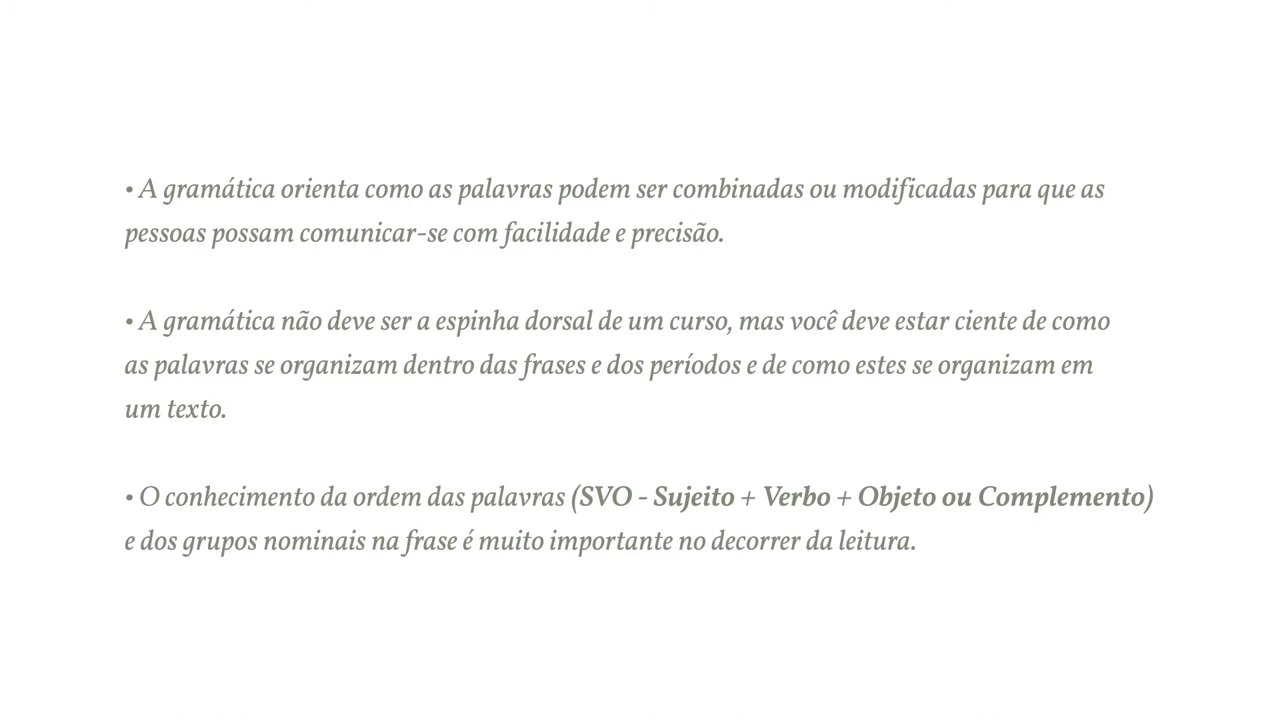 • A gramática orienta como as palavras podem ser combinadas ou modificadas para que as
pessoas possam comunicar-se com facilidade e precisão.
• A gramática não deve ser a espinha dorsal de um curso, mas você deve estar ciente de como
as palavras se organizam dentro das frases e dos períodos e de como estes se organizam em
um texto.
• O conhecimento da ordem das palavras (SVO - Sujeito + Verbo + Objeto ou Complemento)
e dos grupos nominais na frase é muito importante no decorrer da leitura.